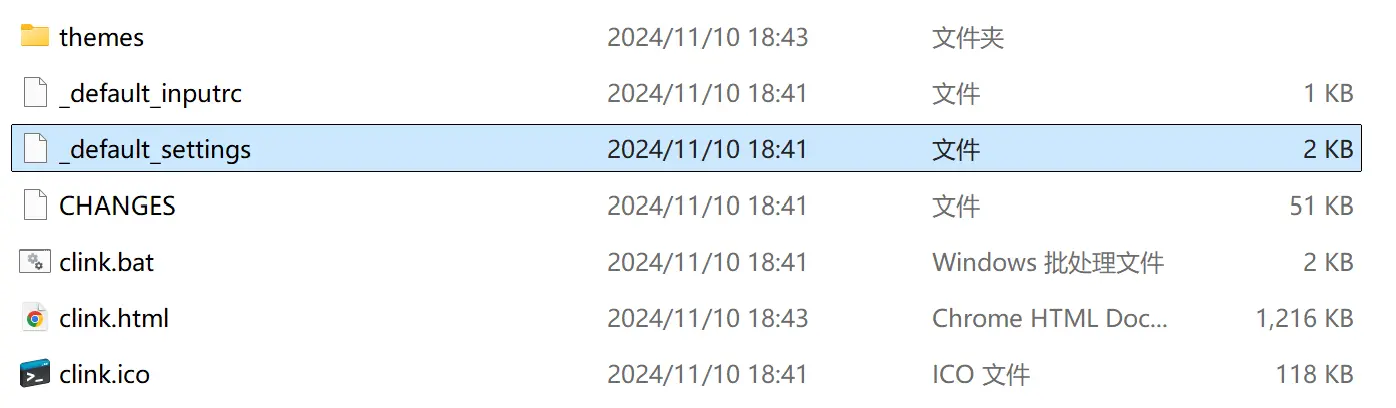 themes 2024/11/10 18:43 文件夹
_default_inputrc 2024/11/10 18:41 文件 1 KB
_default_settings 2024/11/10 18:41 文件 2 KB
CHANGES 2024/11/10 18:41 文件 51 KB
clink.bat 2024/11/10 18:41 Windows 批处理文件 2 KB
clink.html 2024/11/10 18:43 Chrome HTML Doc... 1,216 KB
clink.ico 2024/11/10 18:41 ICO 文件 118 KB